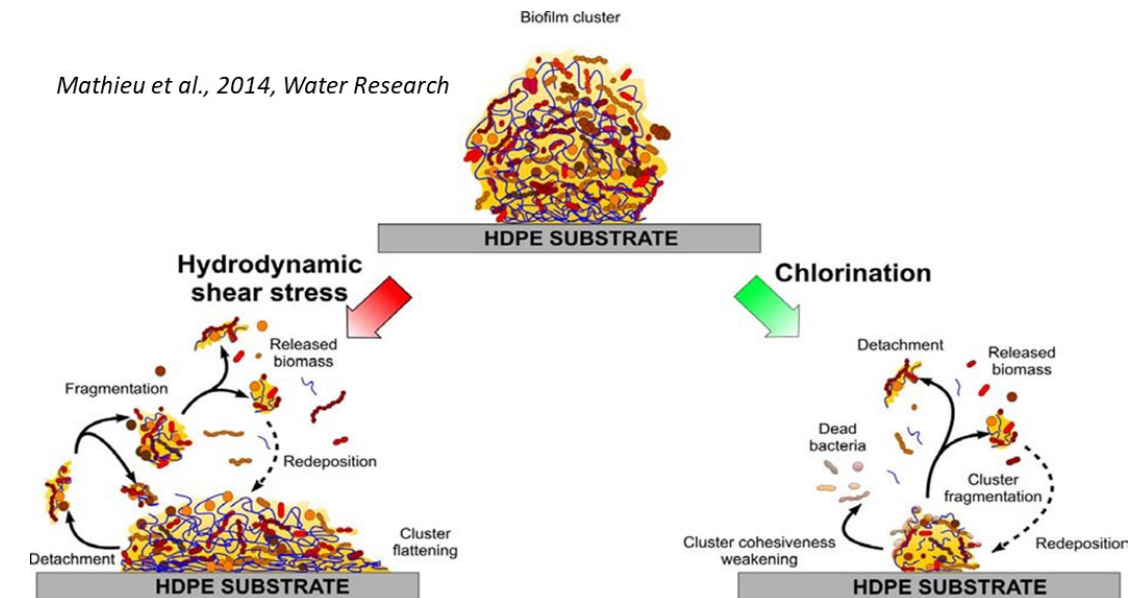 Biofilm cluster
Mathieu et al., 2014, Water Research
HDPE SUBSTRATE
Hydrodynamic
shear stress
Chlorination
Released
biomass
Fragmentation
Redeposition
Cluster
flattening
Detachment
HDPE SUBSTRATE
Detachment
Released
biomass
Dead
bacteria
Cluster
fragmentation
Cluster cohesiveness
weakening
Redeposition
HDPE SUBSTRATE